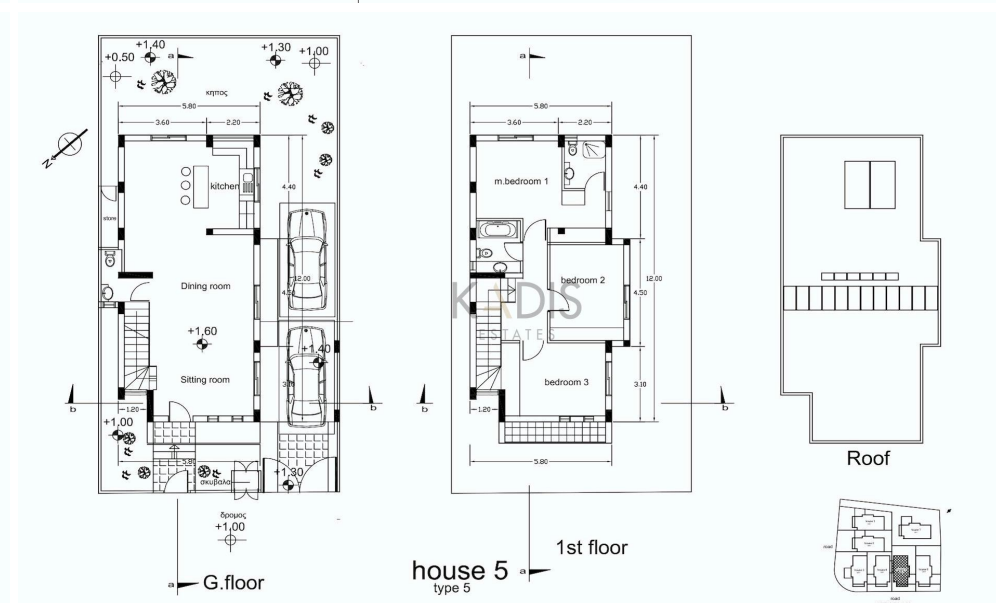 +1,40
+1,30
+1,00
+0.50
a
κηπος
5.80
3.60
2.20
N
kitchen
4.40
store
Dining room
12.00
4.50
+1,60
+1,40
Sitting room
3.10
b
b
1.20
+1,00
5.80
+1,30
σκυβαλα
δρομος
+1,00
a
G.floor
a
5.80
3.60
2.20
m.bedroom 1
4.40
bedroom 2
12.00
4.50
KADIS
ESTATES
bedroom 3
3.10
b
b
1.20
5.80
1st floor
house 5
type 5
a
Roof
road
road